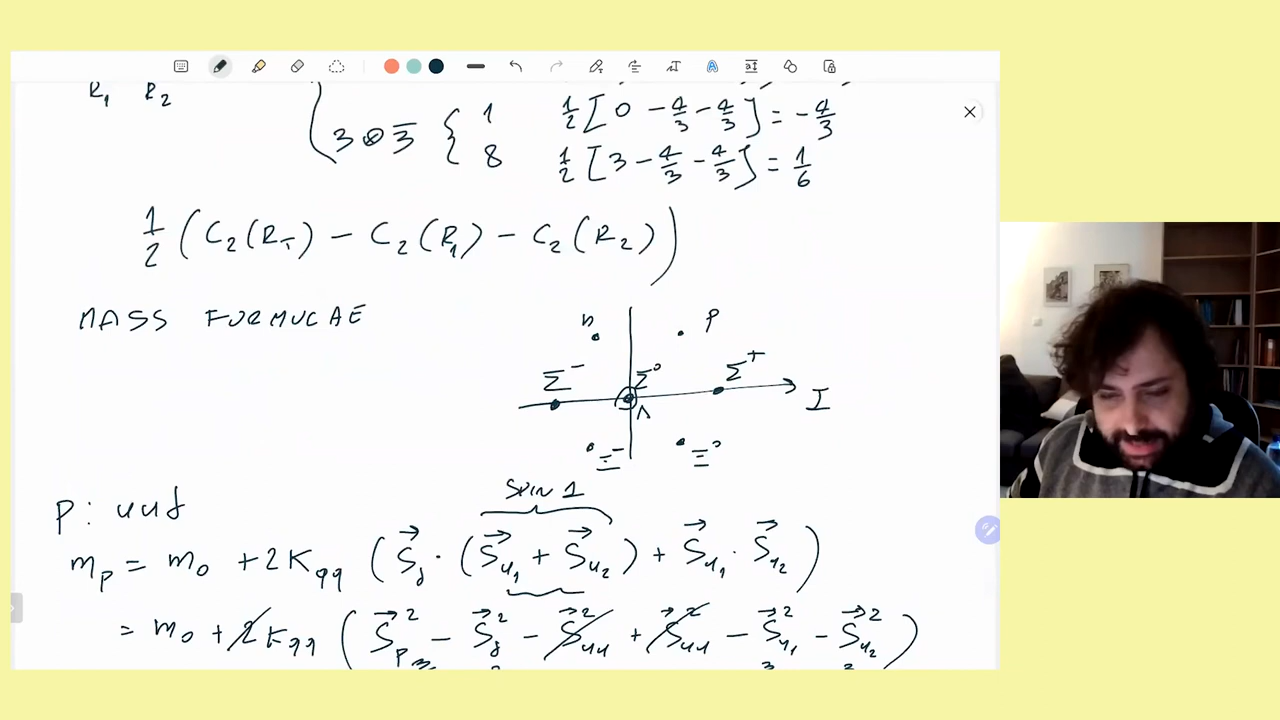 R₁ R₂
3 ⊗ 3̅ { 1 ½ [ 0 − 4/3 − 4/3 ] = − 4/3
8 ½ [ 3 − 4/3 − 4/3 ] = 1/6
½ ( C₂(R_T) − C₂(R₁) − C₂(R₂) )
MASS FORMULAE
n p
Σ⁻ Σ⁰ Σ⁺
Λ I
Ξ⁻ Ξ⁰
SPIN 1
p : uud
m_p = m₀ + 2K_qq ( S⃗_d · ( S⃗_u₁ + S⃗_u₂ ) + S⃗_u₁ · S⃗_u₂ )
= m₀ + 2K_qq ( S⃗_p² − S⃗_d² − S⃗_uu² + S⃗_uu² − S⃗_u₁² − S⃗_u₂² )